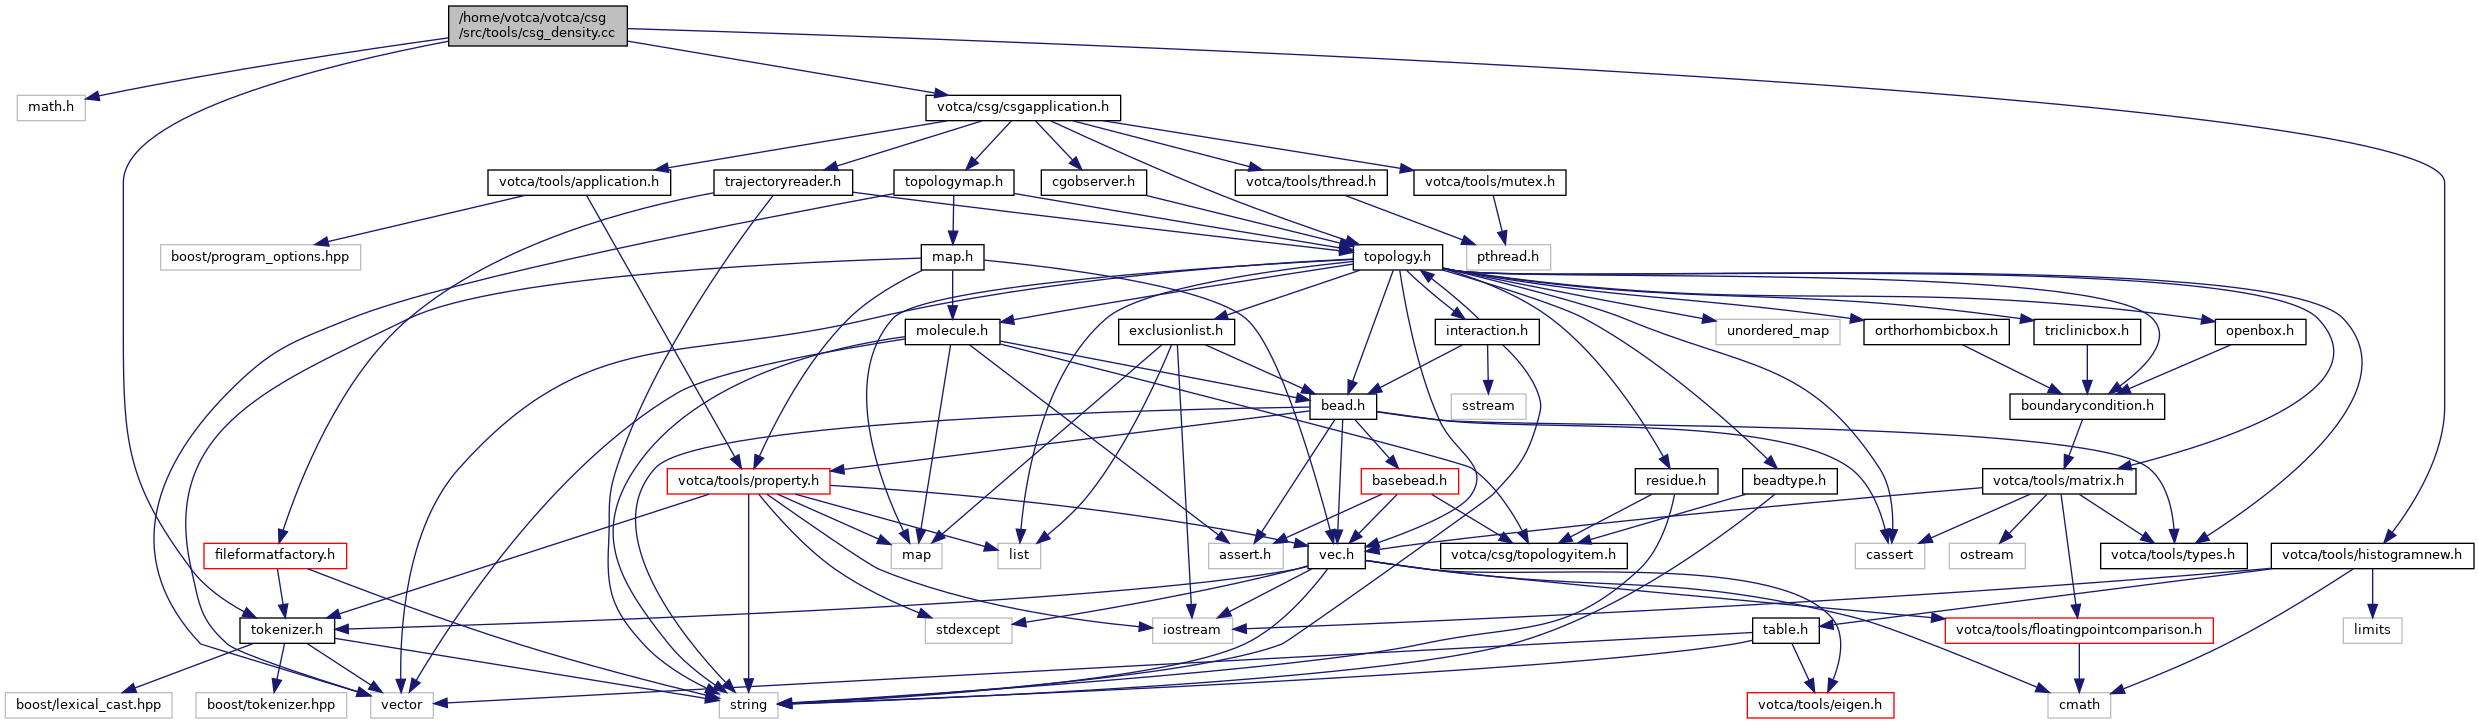 /home/votca/votca/csg
/src/tools/csg_density.cc
math.h
votca/csg/csgapplication.h
votca/tools/application.h
trajectoryreader.h
topologymap.h
cgobserver.h
votca/tools/thread.h
votca/tools/mutex.h
boost/program_options.hpp
map.h
topology.h
pthread.h
molecule.h
exclusionlist.h
interaction.h
unordered_map
orthorhombicbox.h
triclinicbox.h
openbox.h
bead.h
sstream
boundarycondition.h
votca/tools/property.h
basebead.h
residue.h
beadtype.h
votca/tools/matrix.h
fileformatfactory.h
map
list
assert.h
vec.h
votca/csg/topologyitem.h
cassert
ostream
votca/tools/types.h
votca/tools/histogramnew.h
tokenizer.h
stdexcept
iostream
table.h
votca/tools/floatingpointcomparison.h
limits
boost/lexical_cast.hpp
boost/tokenizer.hpp
vector
string
votca/tools/eigen.h
cmath